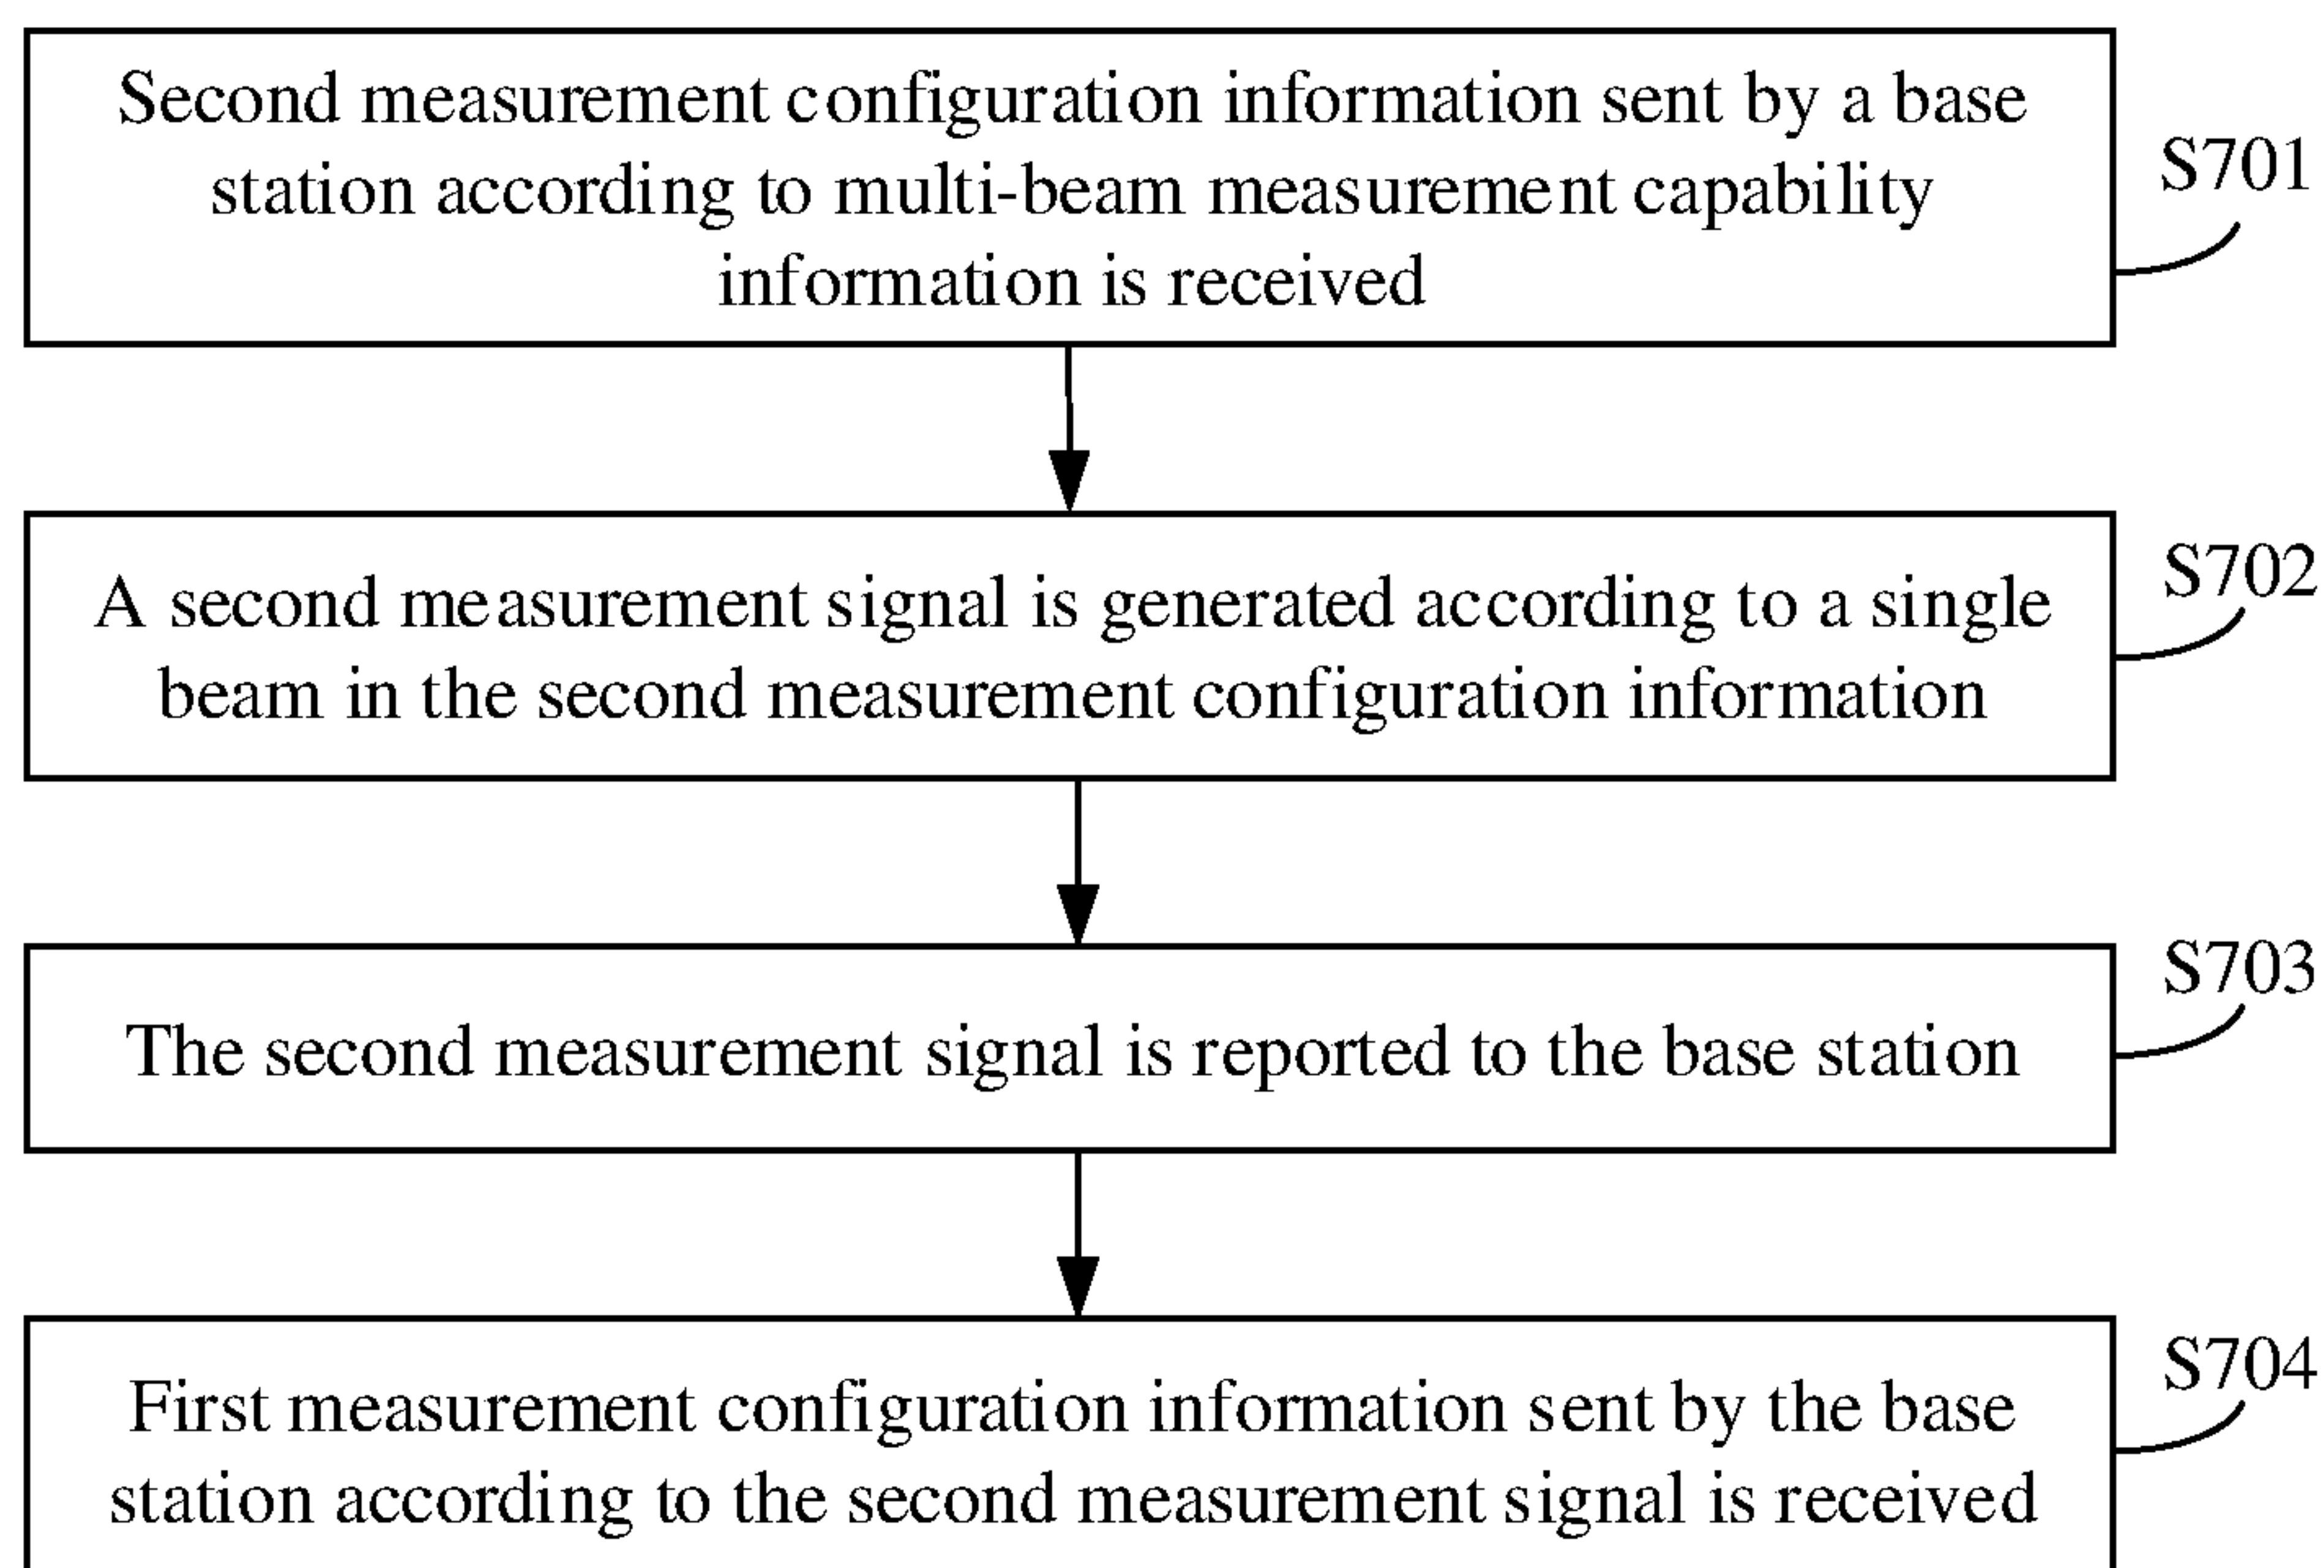 Second measurement configuration information sent by a base
station according to multi-beam measurement capability
information is received
S701
A second measurement signal is generated according to a single
beam in the second measurement configuration information
S702
The second measurement signal is reported to the base station
S703
First measurement configuration information sent by the base
station according to the second measurement signal is received
S704